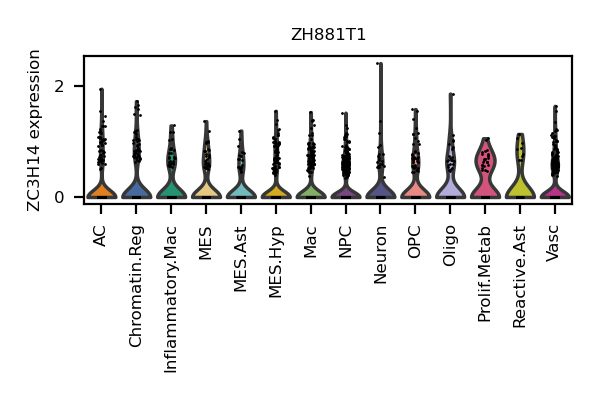 ZH881T1
ZC3H14 expression
2
0
AC
Chromatin.Reg
Inflammatory.Mac
MES
MES.Ast
MES.Hyp
Mac
NPC
Neuron
OPC
Oligo
Prolif.Metab
Reactive.Ast
Vasc